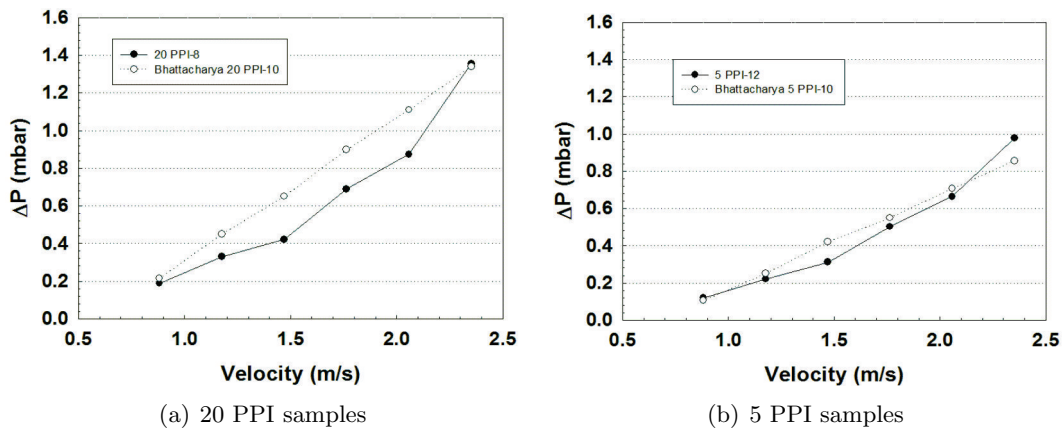 1.6
1.4
1.2
1.0
0.8
0.6
0.4
0.2
0.0
ΔP (mbar)
20 PPI-8
Bhattacharya 20 PPI-10
0.5 1.0 1.5 2.0 2.5
Velocity (m/s)
(a) 20 PPI samples
1.6
1.4
1.2
1.0
0.8
0.6
0.4
0.2
0.0
ΔP (mbar)
5 PPI-12
Bhattacharya 5 PPI-10
0.5 1.0 1.5 2.0 2.5
Velocity (m/s)
(b) 5 PPI samples